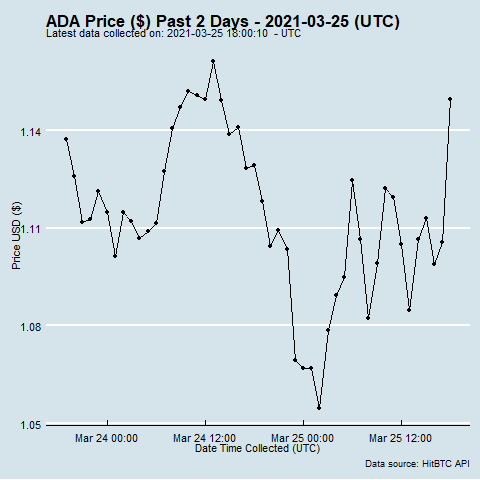 ADA Price ($) Past 2 Days - 2021-03-25 (UTC)
Latest data collected on: 2021-03-25 18:00:10 - UTC
Price USD ($)
1.14
1.11
1.08
1.05
Mar 24 00:00 Mar 24 12:00 Mar 25 00:00 Mar 25 12:00
Date Time Collected (UTC)
Data source: HitBTC API